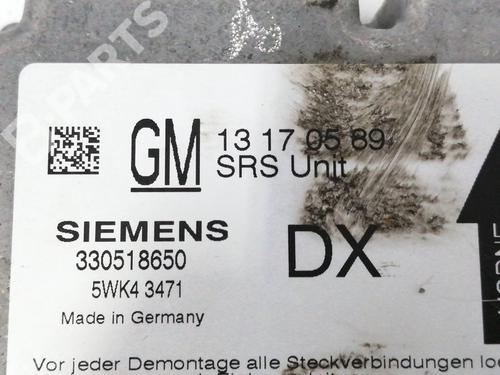 GM 13 17 05 89
SRS Unit
SIEMENS
330518650
5WK4 3471
Made in Germany
DX
Vor jeder Demontage alle Steckverbindungen